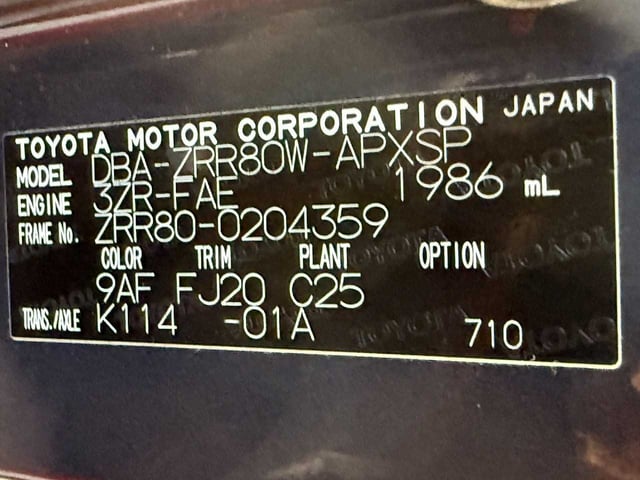 TOYOTA MOTOR CORPORATION JAPAN
MODEL DBA-ZRR80W-APXSP
ENGINE 3ZR-FAE 1986 mL
FRAME No. ZRR80-0204359
COLOR TRIM PLANT OPTION
9AF FJ20 C25
TRANS./AXLE K114 -01A 710